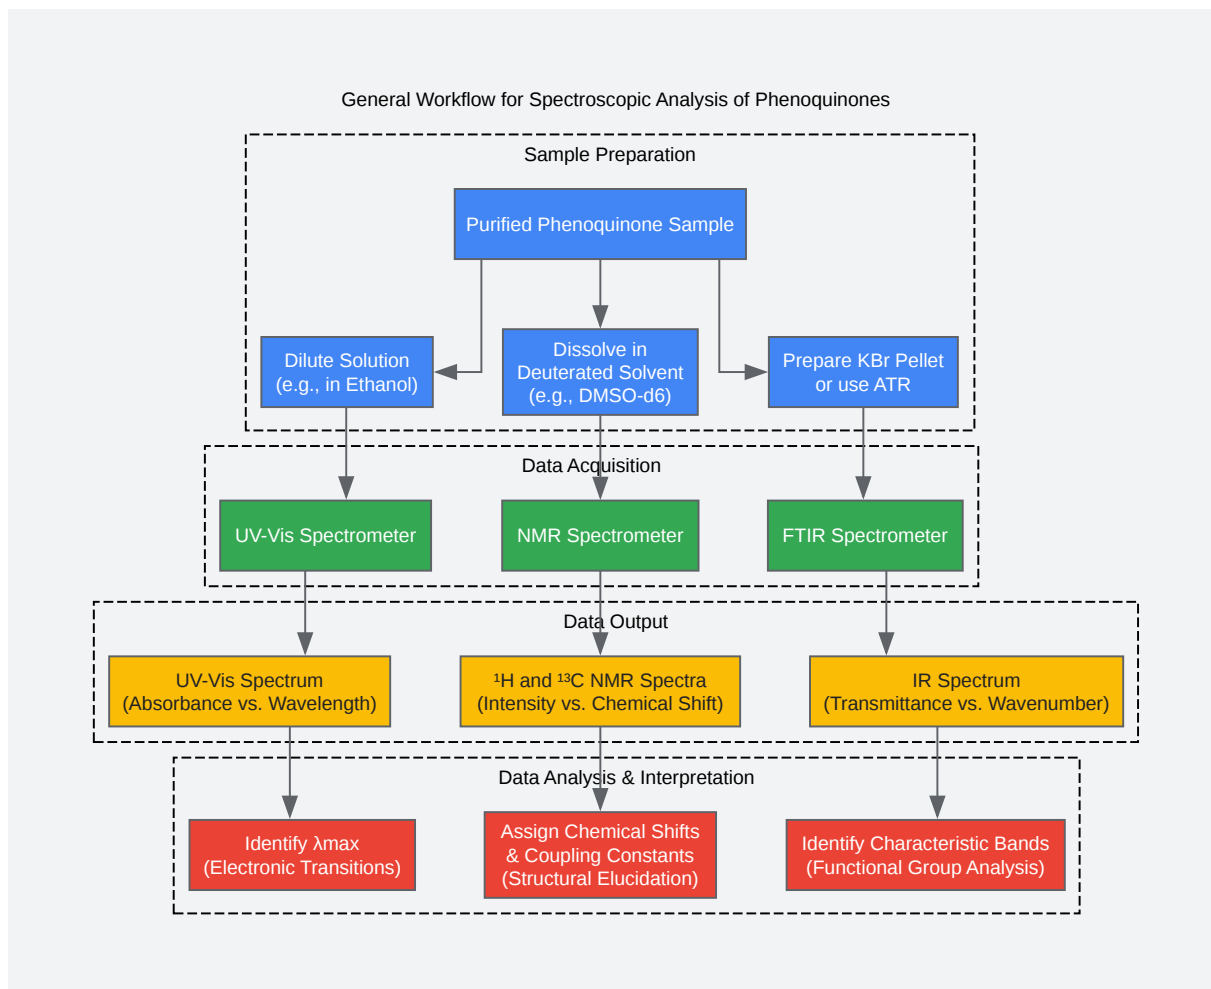 General Workflow for Spectroscopic Analysis of Phenoquinones
Sample Preparation
Purified Phenoquinone Sample
Dilute Solution
(e.g., in Ethanol)
Dissolve in
Deuterated Solvent
(e.g., DMSO-d6)
Prepare KBr Pellet
or use ATR
Data Acquisition
UV-Vis Spectrometer
NMR Spectrometer
FTIR Spectrometer
Data Output
UV-Vis Spectrum
(Absorbance vs. Wavelength)
¹H and ¹³C NMR Spectra
(Intensity vs. Chemical Shift)
IR Spectrum
(Transmittance vs. Wavenumber)
Data Analysis & Interpretation
Identify λmax
(Electronic Transitions)
Assign Chemical Shifts
& Coupling Constants
(Structural Elucidation)
Identify Characteristic Bands
(Functional Group Analysis)